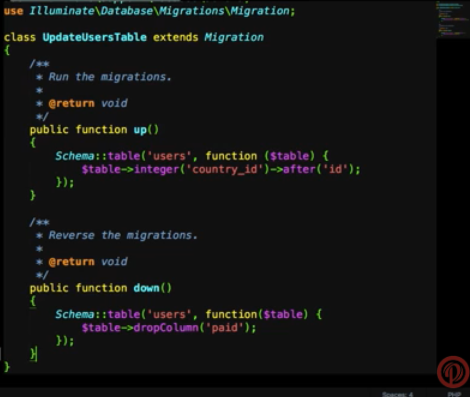 use Illuminate\Database\Migrations\Migration;
class UpdateUsersTable extends Migration
{
/**
* Run the migrations.
*
* @return void
*/
public function up()
{
Schema::table('users', function ($table) {
$table->integer('country_id')->after('id');
});
}
/**
* Reverse the migrations.
*
* @return void
*/
public function down()
{
Schema::table('users', function($table) {
$table->dropColumn('paid');
});
}
}
Spaces: 4 PHP